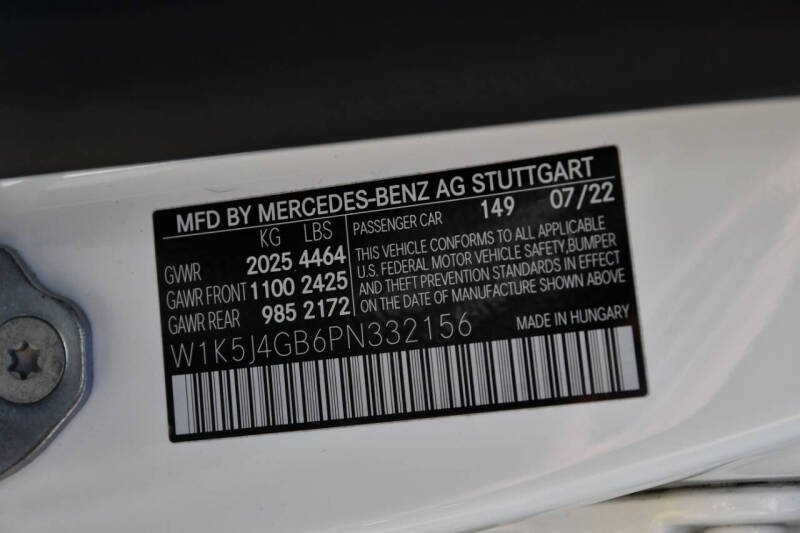 MFD BY MERCEDES-BENZ AG STUTTGART
KG LBS
GVWR 2025 4464
GAWR FRONT 1100 2425
GAWR REAR 985 2172
PASSENGER CAR 149 07/22
THIS VEHICLE CONFORMS TO ALL APPLICABLE
U.S. FEDERAL MOTOR VEHICLE SAFETY,BUMPER
AND THEFT PREVENTION STANDARDS IN EFFECT
ON THE DATE OF MANUFACTURE SHOWN ABOVE
W1K5J4GB6PN332156
MADE IN HUNGARY